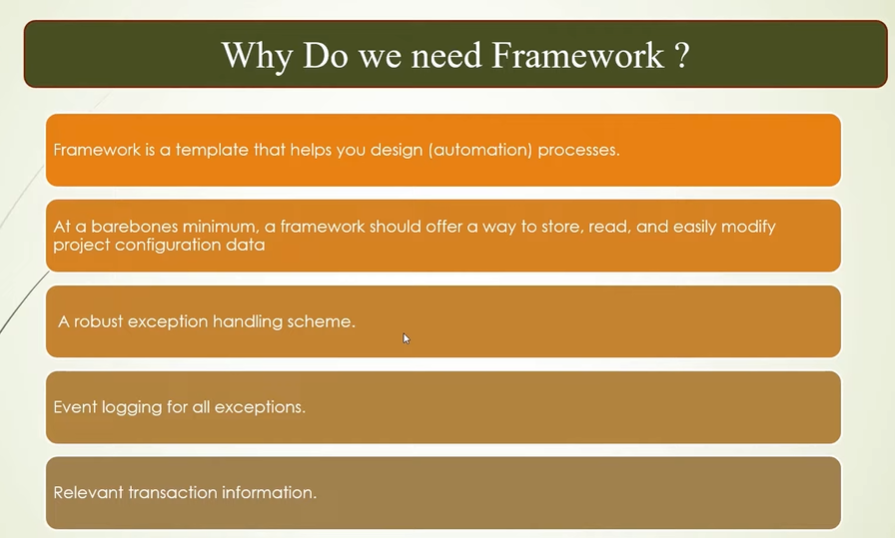 Why Do we need Framework ?
Framework is a template that helps you design (automation) processes.
At a barebones minimum, a framework should offer a way to store, read, and easily modify
project configuration data
A robust exception handling scheme.
Event logging for all exceptions.
Relevant transaction information.